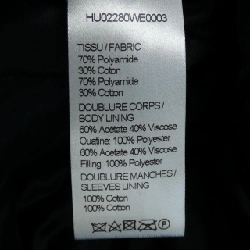 HU02280WE0003
TISSU / FABRIC
70% Polyamide
30% Coton
70% Polyamide
30% Cotton
DOUBLURE CORPS /
BODY LINING
60% Acetate 40% Viscose
Ouatine: 100% Polyester
60% Acetate 40% Viscose
Filling: 100% Polyester
DOUBLURE MANCHES /
SLEEVES LINING
100% Coton
100% Cotton